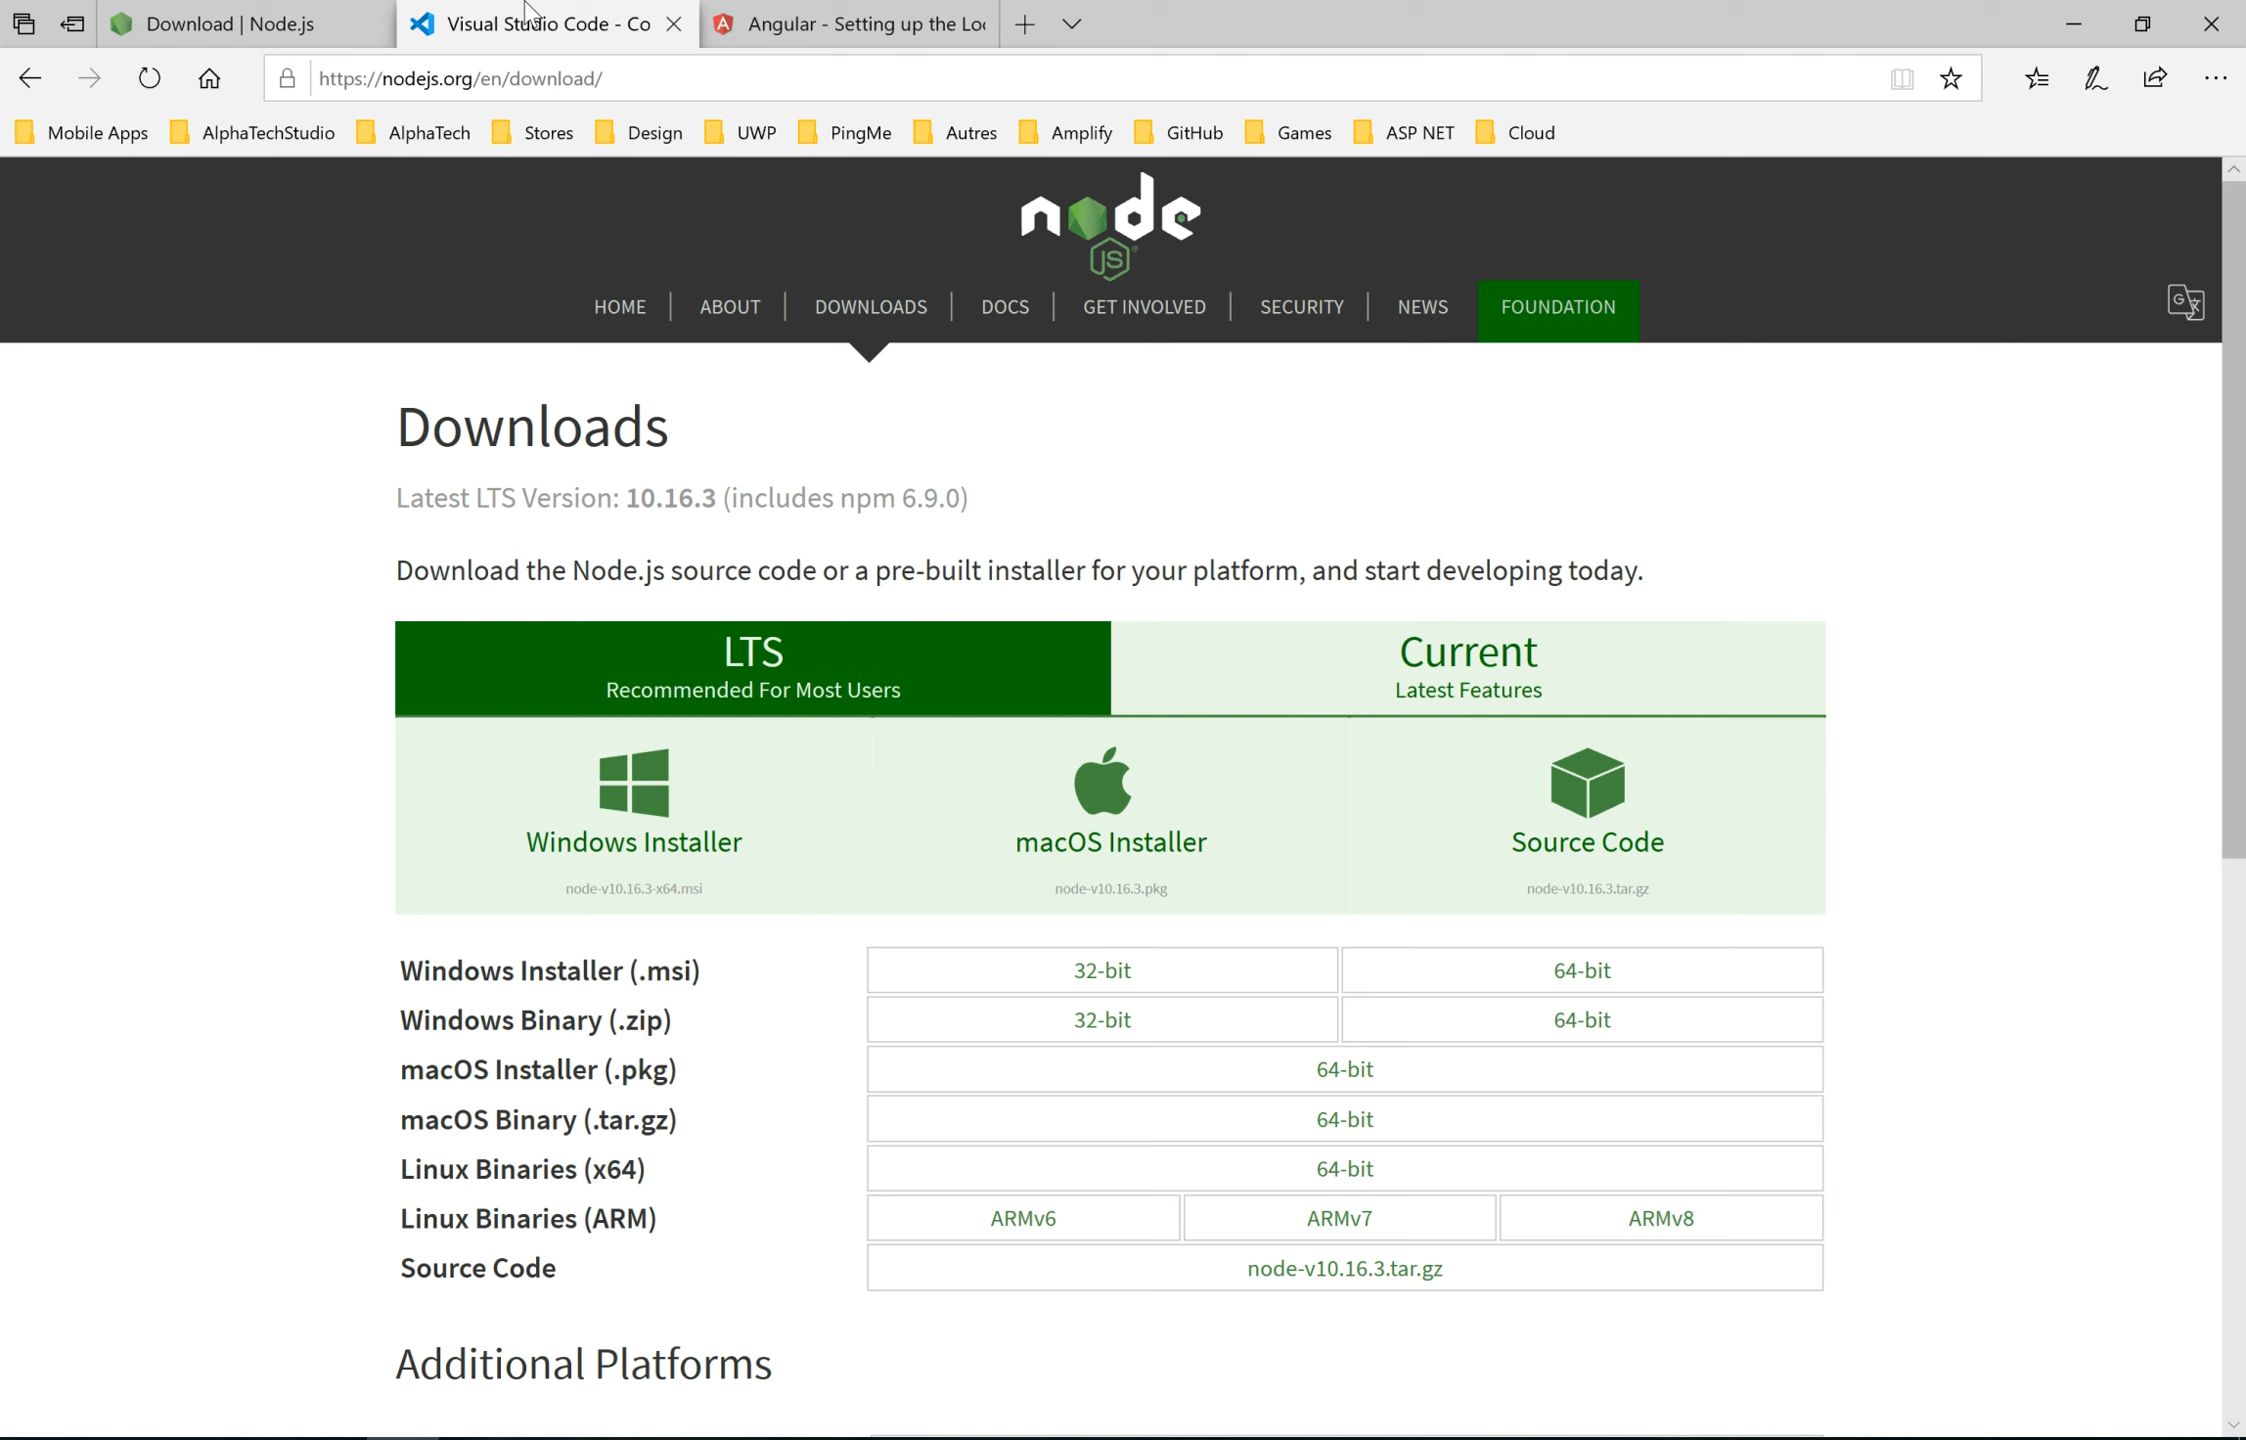 Download | Node.js
Visual Studio Code - Co
Angular - Setting up the Loc
https://nodejs.org/en/download/
Mobile Apps AlphaTechStudio AlphaTech Stores Design UWP PingMe Autres Amplify GitHub Games ASP NET Cloud
node
JS
HOME ABOUT DOWNLOADS DOCS GET INVOLVED SECURITY NEWS FOUNDATION
Downloads
Latest LTS Version: 10.16.3 (includes npm 6.9.0)
Download the Node.js source code or a pre-built installer for your platform, and start developing today.
LTS
Recommended For Most Users
Current
Latest Features
Windows Installer
node-v10.16.3-x64.msi
macOS Installer
node-v10.16.3.pkg
Source Code
node-v10.16.3.tar.gz
Windows Installer (.msi) 32-bit 64-bit
Windows Binary (.zip) 32-bit 64-bit
macOS Installer (.pkg) 64-bit
macOS Binary (.tar.gz) 64-bit
Linux Binaries (x64) 64-bit
Linux Binaries (ARM) ARMv6 ARMv7 ARMv8
Source Code node-v10.16.3.tar.gz
Additional Platforms